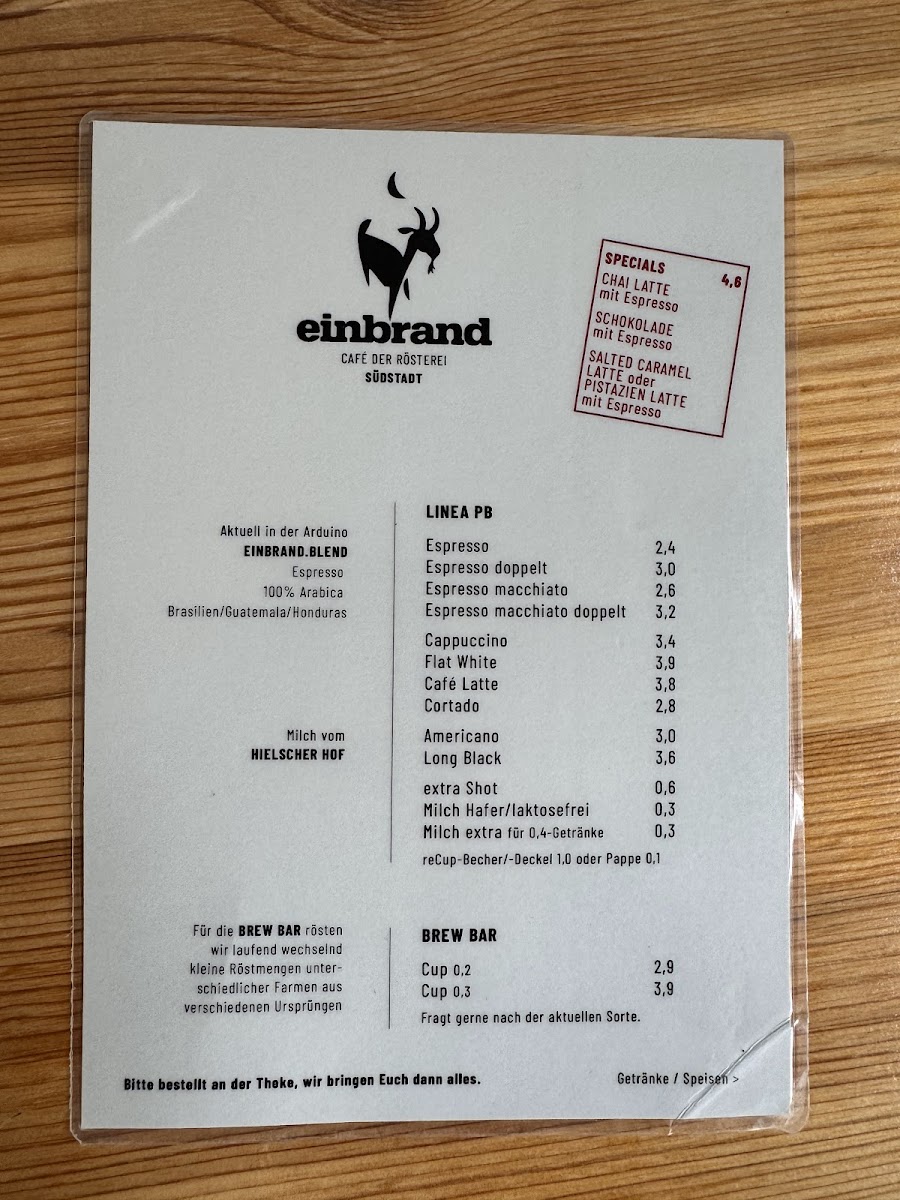 einbrand
CAFÉ DER RÖSTEREI
SÜDSTADT
SPECIALS 4,6
CHAI LATTE
mit Espresso
SCHOKOLADE
mit Espresso
SALTED CARAMEL
LATTE oder
PISTAZIEN LATTE
mit Espresso
Aktuell in der Arduino
EINBRAND.BLEND
Espresso
100% Arabica
Brasilien/Guatemala/Honduras
Milch vom
HIELSCHER HOF
LINEA PB
Espresso 2,4
Espresso doppelt 3,0
Espresso macchiato 2,6
Espresso macchiato doppelt 3,2
Cappuccino 3,4
Flat White 3,9
Café Latte 3,8
Cortado 2,8
Americano 3,0
Long Black 3,6
extra Shot 0,6
Milch Hafer/laktosefrei 0,3
Milch extra für 0,4-Getränke 0,3
reCup-Becher/-Deckel 1,0 oder Pappe 0,1
Für die BREW BAR rösten
wir laufend wechselnd
kleine Röstmengen unter-
schiedlicher Farmen aus
verschiedenen Ursprüngen
BREW BAR
Cup 0,2 2,9
Cup 0,3 3,9
Fragt gerne nach der aktuellen Sorte.
Bitte bestellt an der Theke, wir bringen Euch dann alles.
Getränke / Speisen >